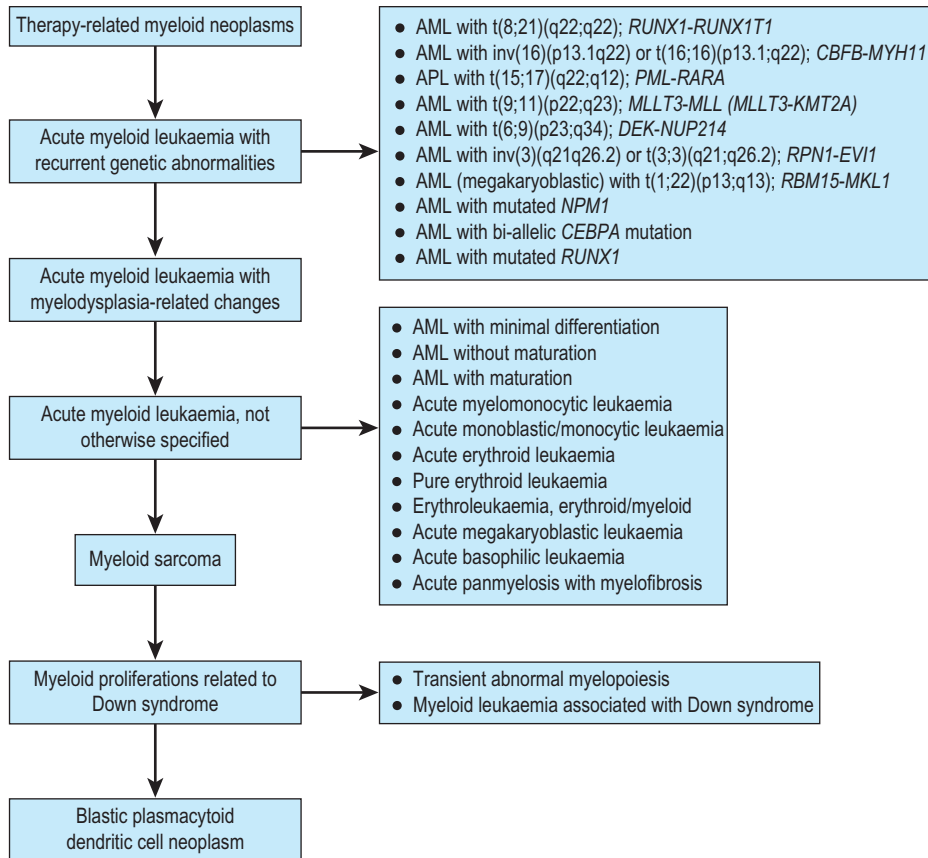 Therapy-related myeloid neoplasms
Acute myeloid leukaemia with
recurrent genetic abnormalities
● AML with t(8;21)(q22;q22); RUNX1-RUNX1T1
● AML with inv(16)(p13.1q22) or t(16;16)(p13.1;q22); CBFB-MYH11
● APL with t(15;17)(q22;q12); PML-RARA
● AML with t(9;11)(p22;q23); MLLT3-MLL (MLLT3-KMT2A)
● AML with t(6;9)(p23;q34); DEK-NUP214
● AML with inv(3)(q21q26.2) or t(3;3)(q21;q26.2); RPN1-EVI1
● AML (megakaryoblastic) with t(1;22)(p13;q13); RBM15-MKL1
● AML with mutated NPM1
● AML with bi-allelic CEBPA mutation
● AML with mutated RUNX1
Acute myeloid leukaemia with
myelodysplasia-related changes
Acute myeloid leukaemia, not
otherwise specified
● AML with minimal differentiation
● AML without maturation
● AML with maturation
● Acute myelomonocytic leukaemia
● Acute monoblastic/monocytic leukaemia
● Acute erythroid leukaemia
● Pure erythroid leukaemia
● Erythroleukaemia, erythroid/myeloid
● Acute megakaryoblastic leukaemia
● Acute basophilic leukaemia
● Acute panmyelosis with myelofibrosis
Myeloid sarcoma
Myeloid proliferations related to
Down syndrome
● Transient abnormal myelopoiesis
● Myeloid leukaemia associated with Down syndrome
Blastic plasmacytoid
dendritic cell neoplasm